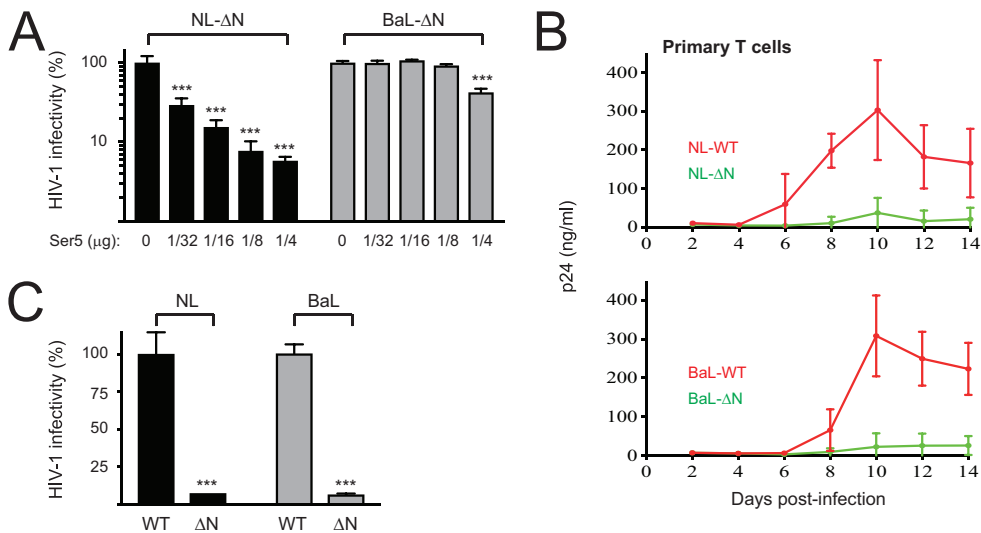 A
NL-ΔN
BaL-ΔN
HIV-1 infectivity (%)
100
10
***
***
***
***
***
Ser5 (μg):
0
1/32
1/16
1/8
1/4
0
1/32
1/16
1/8
1/4
B
Primary T cells
p24 (ng/ml)
400
300
200
100
0
NL-WT
NL-ΔN
0
2
4
6
8
10
12
14
400
300
200
100
0
BaL-WT
BaL-ΔN
0
2
4
6
8
10
12
14
Days post-infection
C
NL
BaL
HIV-1 infectivity (%)
100
75
50
25
***
***
WT
ΔN
WT
ΔN